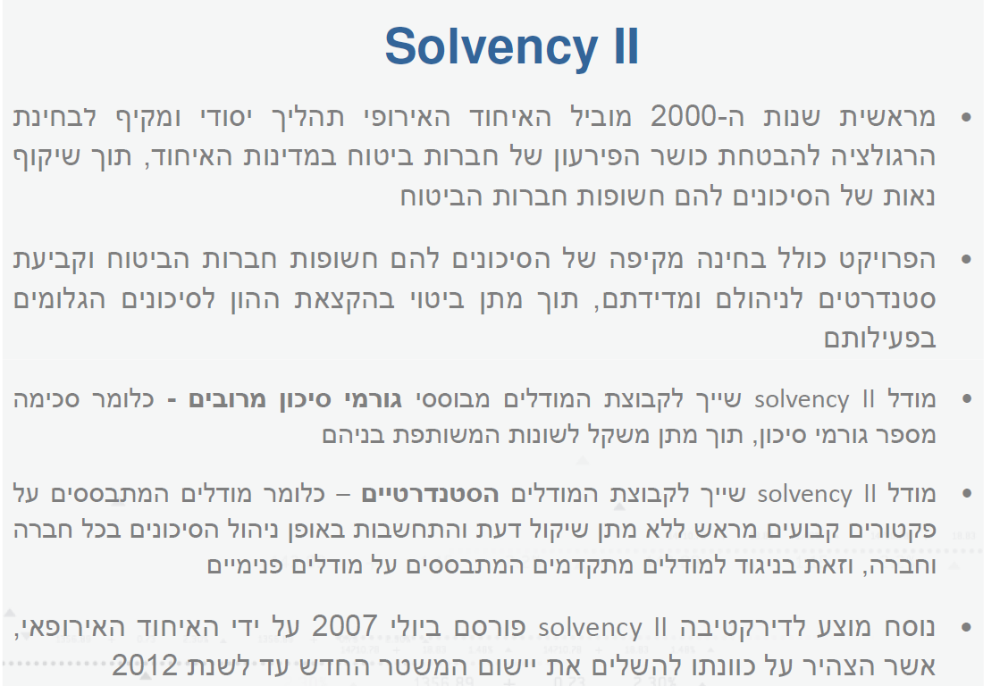 Solvency II
• מראשית שנות ה-2000 מוביל האיחוד האירופי תהליך יסודי ומקיף לבחינת
הרגולציה להבטחת כושר הפירעון של חברות ביטוח במדינות האיחוד, תוך שיקוף
נאות של הסיכונים להם חשופות חברות הביטוח
• הפרויקט כולל בחינה מקיפה של הסיכונים להם חשופות חברות הביטוח וקביעת
סטנדרטים לניהולם ומדידתם, תוך מתן ביטוי בהקצאת ההון לסיכונים הגלומים
בפעילותם
• מודל solvency II שייך לקבוצת המודלים מבוססי גורמי סיכון מרובים - כלומר סכימה
מספר גורמי סיכון, תוך מתן משקל לשונות המשותפת בניהם
• מודל solvency II שייך לקבוצת המודלים הסטנדרטיים – כלומר מודלים המתבססים על
פקטורים קבועים מראש ללא מתן שיקול דעת והתחשבות באופן ניהול הסיכונים בכל חברה
וחברה, וזאת בניגוד למודלים מתקדמים המתבססים על מודלים פנימיים
• נוסח מוצע לדירקטיבה solvency II פורסם ביולי 2007 על ידי האיחוד האירופאי,
אשר הצהיר על כוונתו להשלים את יישום המשטר החדש עד לשנת 2012
1356.89 + 0.23 2.30%